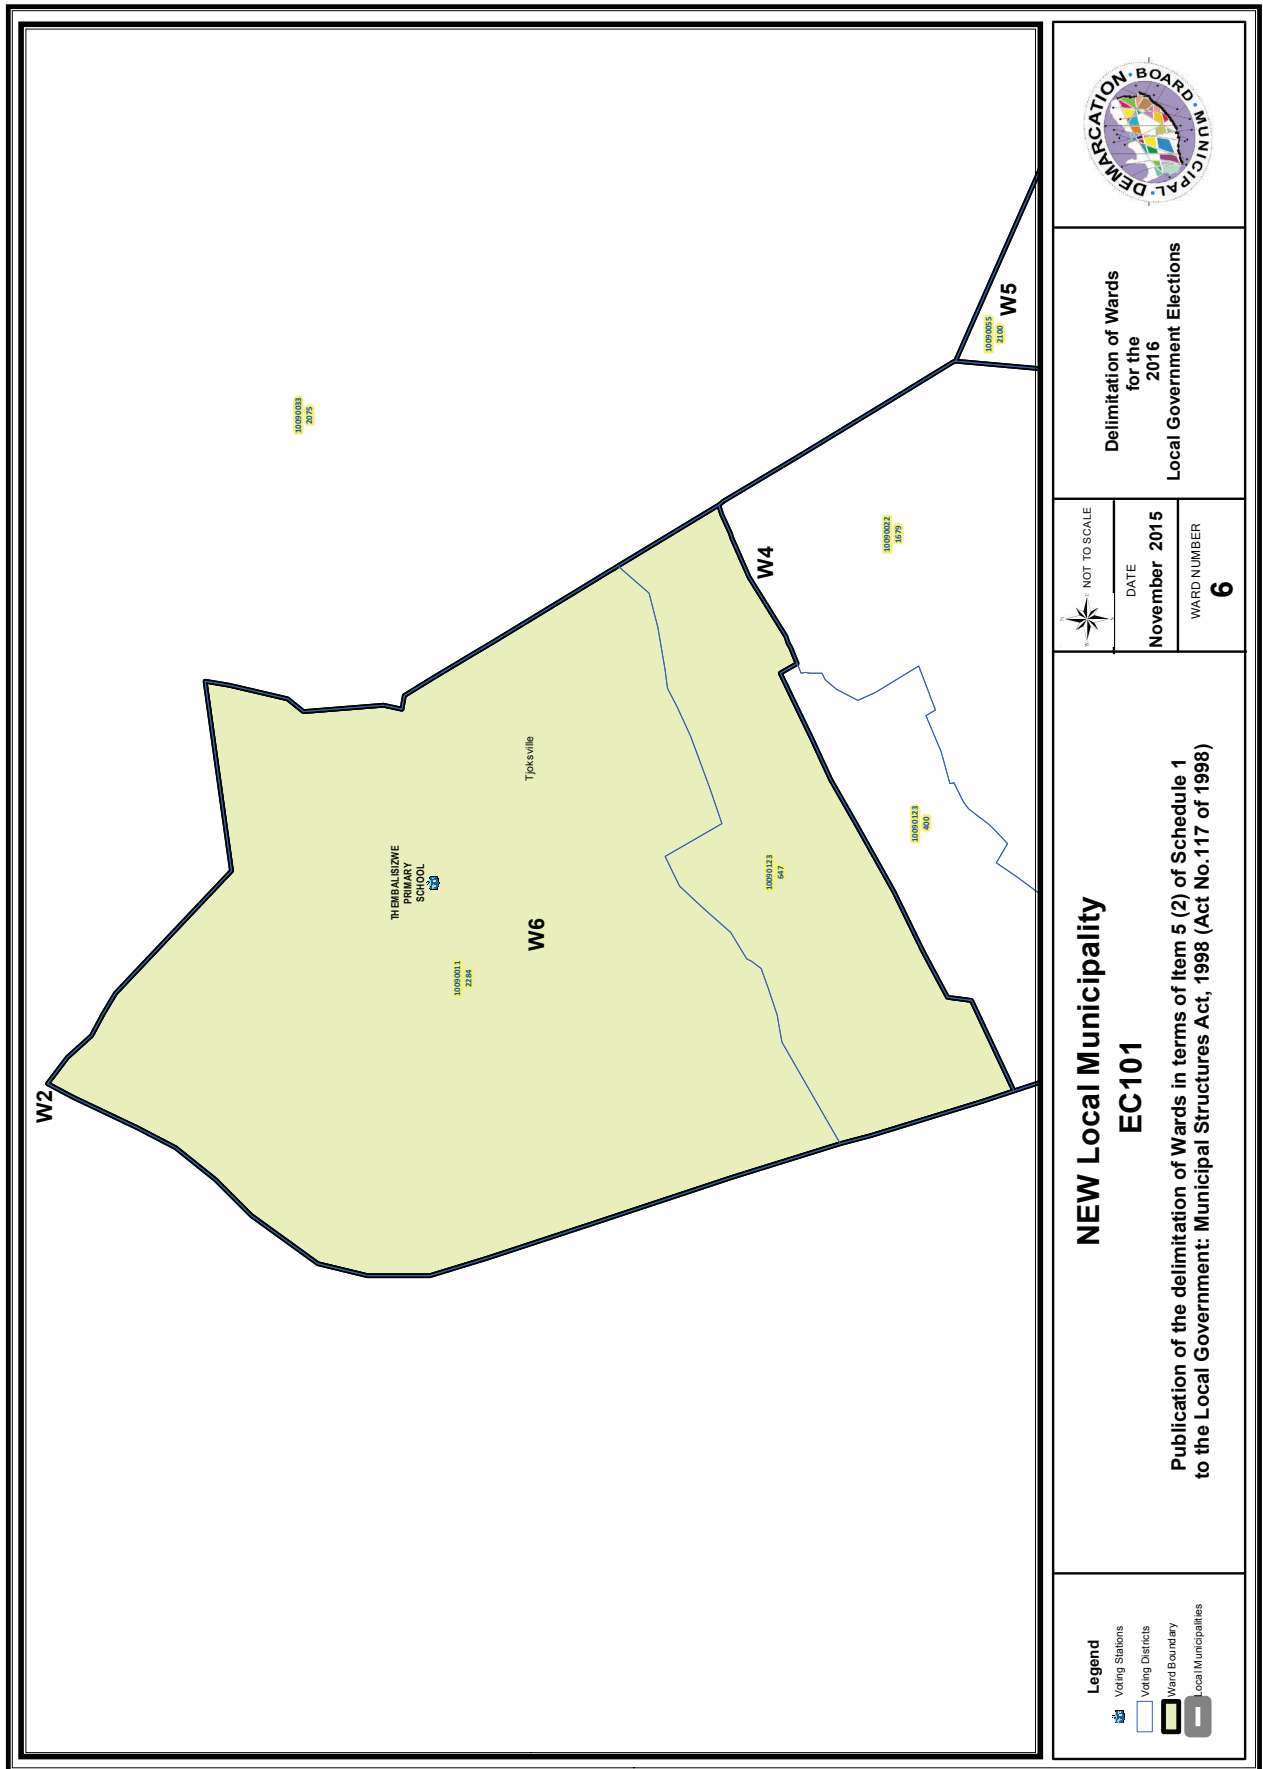 W2
10090033
2075
THEMBALISIZWE
PRIMARY
SCHOOL
10090011
2284
W6
Tjoksville
10090123
647
W4
10090022
1679
10090123
400
10090055
2100
W5
Legend
Voting Stations
Voting Districts
Ward Boundary
Local Municipalities
NEW Local Municipality
EC101
Publication of the delimitation of Wards in terms of Item 5 (2) of Schedule 1
to the Local Government: Municipal Structures Act, 1998 (Act No.117 of 1998)
N
W
E
S
NOT TO SCALE
DATE
November 2015
WARD NUMBER
6
Delimitation of Wards
for the
2016
Local Government Elections
MUNICIPAL • DEMARCATION • BOARD •